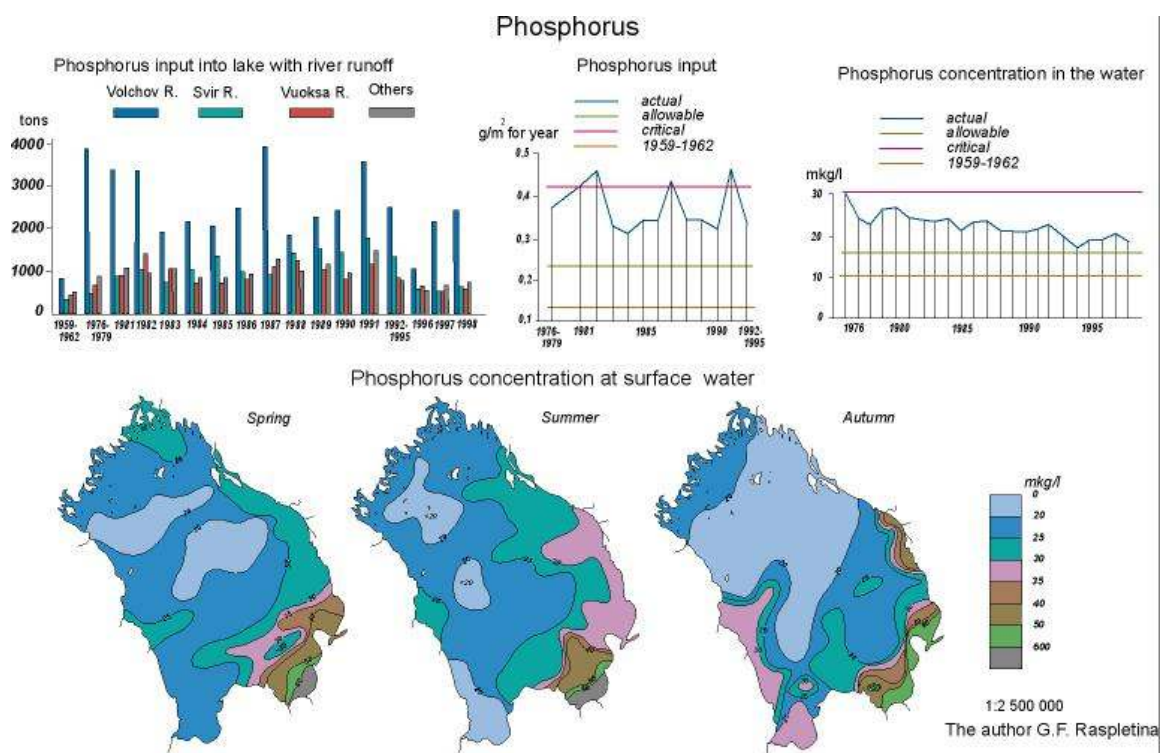 Phosphorus
Phosphorus input into lake with river runoff
Volchov R. Svir R. Vuoksa R. Others
tons
4000
3000
2000
1000
0
1959-1962 1976-1979 1981 1982 1983 1984 1985 1986 1987 1988 1989 1990 1991 1992-1995 1996 1997 1998
Phosphorus input
actual
allowable
critical
1959-1962
g/m2 for year
0,5
0,4
0,3
0,2
0,1
1976-1979 1981 1985 1990 1992-1995
Phosphorus concentration in the water
actual
allowable
critical
1959-1962
mkg/l
30
20
10
0
1976 1980 1985 1990 1995
Phosphorus concentration at surface water
Spring Summer Autumn
mkg/l
0
20
25
30
35
40
50
600
1:2 500 000
The author G.F. Raspletina